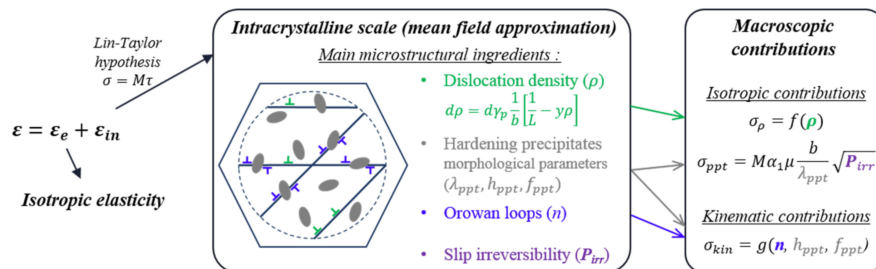 Lin-Taylor
hypothesis
σ = Mτ
ε = εₑ + εᵢₙ
Isotropic elasticity
Intracrystalline scale (mean field approximation)
Main microstructural ingredients :
• Dislocation density (ρ)
dρ = dγₚ 1/b [1/L − yρ]
• Hardening precipitates
morphological parameters
(λₚₚₜ, hₚₚₜ, fₚₚₜ)
• Orowan loops (n)
• Slip irreversibility (Pᵢᵣᵣ)
Macroscopic
contributions
Isotropic contributions
σᵨ = f(ρ)
σₚₚₜ = Mα₁μ b/λₚₚₜ √Pᵢᵣᵣ
Kinematic contributions
σₖᵢₙ = g(n, hₚₚₜ, fₚₚₜ)